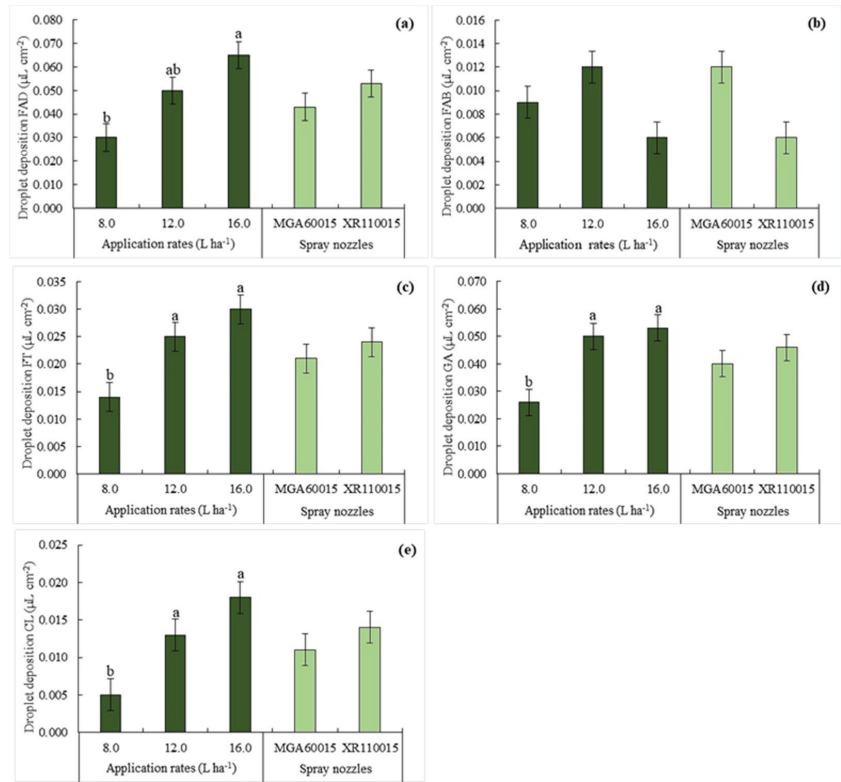 (a)
Droplet deposition FAD (µL cm⁻²)
0.080
0.070
0.060
0.050
0.040
0.030
0.020
0.010
0.000
b
ab
a
8.0 12.0 16.0 MGA60015 XR110015
Application rates (L ha⁻¹) Spray nozzles
(b)
Droplet deposition FAB (µL cm⁻²)
0.016
0.014
0.012
0.010
0.008
0.006
0.004
0.002
0.000
8.0 12.0 16.0 MGA60015 XR110015
Application rates (L ha⁻¹) Spray nozzles
(c)
Droplet deposition FT (µL cm⁻²)
0.035
0.030
0.025
0.020
0.015
0.010
0.005
0.000
b
a
a
8.0 12.0 16.0 MGA60015 XR110015
Application rates (L ha⁻¹) Spray nozzles
(d)
Droplet deposition GA (µL cm⁻²)
0.070
0.060
0.050
0.040
0.030
0.020
0.010
0.000
b
a
a
8.0 12.0 16.0 MGA60015 XR110015
Application rates (L ha⁻¹) Spray nozzles
(e)
Droplet deposition CL (µL cm⁻²)
0.025
0.020
0.015
0.010
0.005
0.000
b
a
a
8.0 12.0 16.0 MGA60015 XR110015
Application rates (L ha⁻¹) Spray nozzles